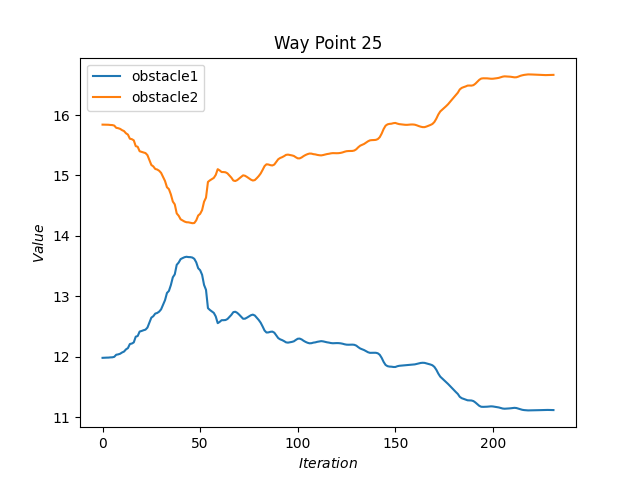 Way Point 25
obstacle1
obstacle2
Value
16
15
14
13
12
11
0 50 100 150 200
Iteration